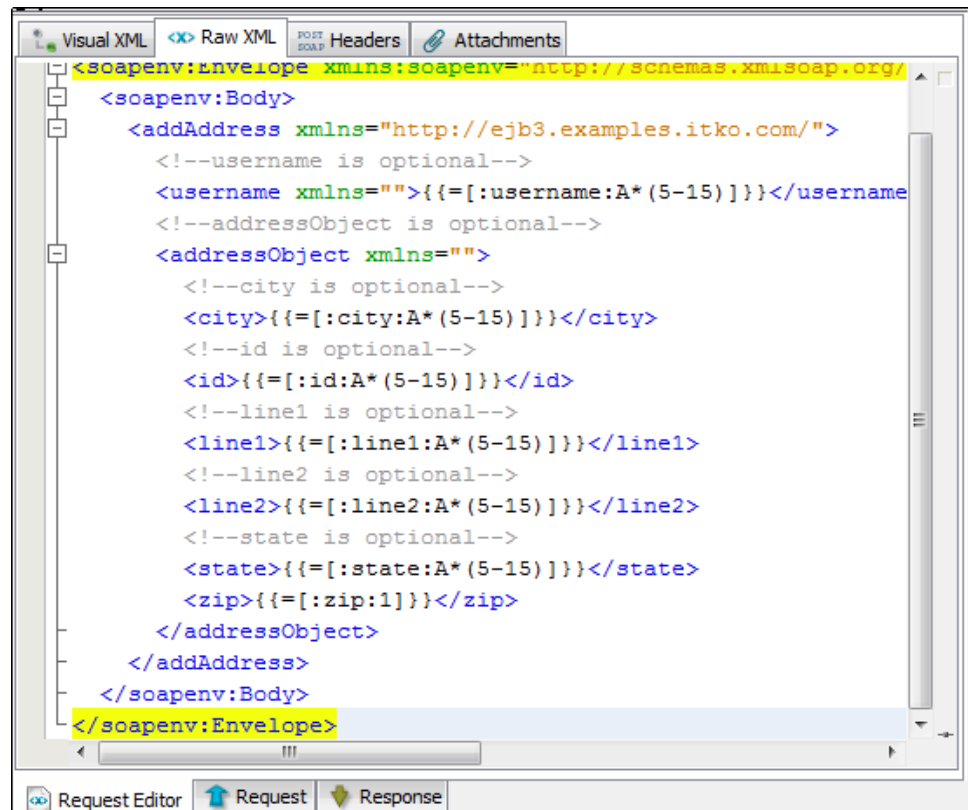 Visual XML <x> Raw XML POST SOAP Headers Attachments
<soapenv:Envelope xmlns:soapenv="http://schemas.xmlsoap.org/
<soapenv:Body>
<addAddress xmlns="http://ejb3.examples.itko.com/">
<!--username is optional-->
<username xmlns="">{{=[:username:A*(5-15)]}}</username
<!--addressObject is optional-->
<addressObject xmlns="">
<!--city is optional-->
<city>{{=[:city:A*(5-15)]}}</city>
<!--id is optional-->
<id>{{=[:id:A*(5-15)]}}</id>
<!--line1 is optional-->
<line1>{{=[:line1:A*(5-15)]}}</line1>
<!--line2 is optional-->
<line2>{{=[:line2:A*(5-15)]}}</line2>
<!--state is optional-->
<state>{{=[:state:A*(5-15)]}}</state>
<zip>{{=[:zip:1]}}</zip>
</addressObject>
</addAddress>
</soapenv:Body>
</soapenv:Envelope>
<x> Request Editor Request Response